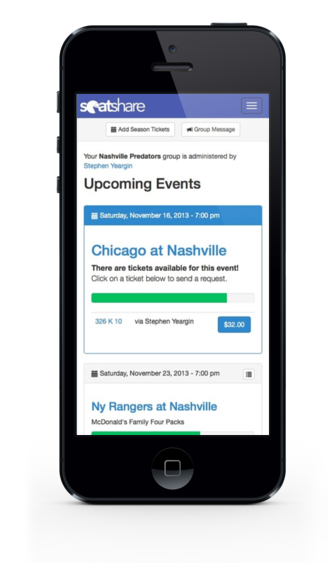 seatshare
Add Season Tickets
Group Message
Your Nashville Predators group is administered by
Stephen Yeargin
Upcoming Events
Saturday, November 16, 2013 - 7:00 pm
Chicago at Nashville
There are tickets available for this event!
Click on a ticket below to send a request.
326 K 10 via Stephen Yeargin $32.00
Saturday, November 23, 2013 - 7:00 pm
Ny Rangers at Nashville
McDonald's Family Four Packs